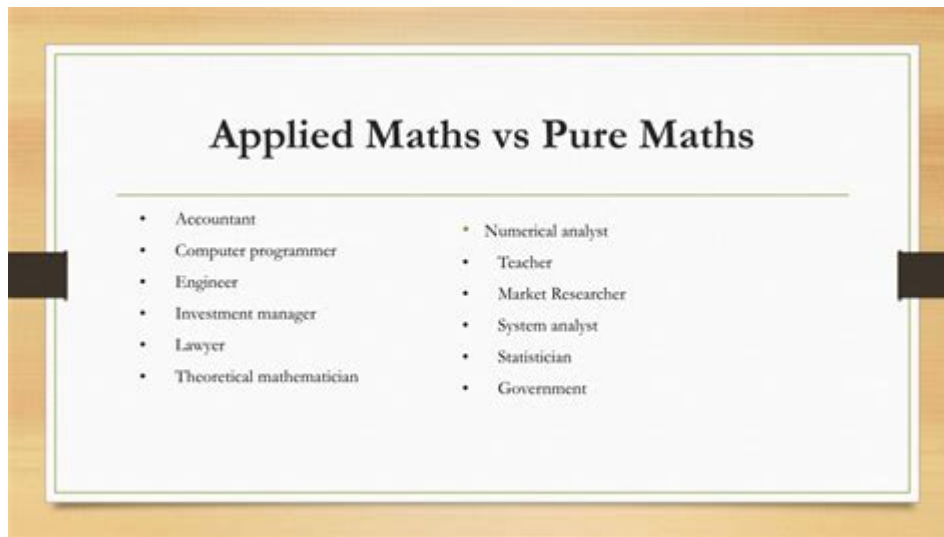 Applied Maths vs Pure Maths
• Accountant
• Computer programmer
• Engineer
• Investment manager
• Lawyer
• Theoretical mathematician
• Numerical analyst
• Teacher
• Market Researcher
• System analyst
• Statistician
• Government